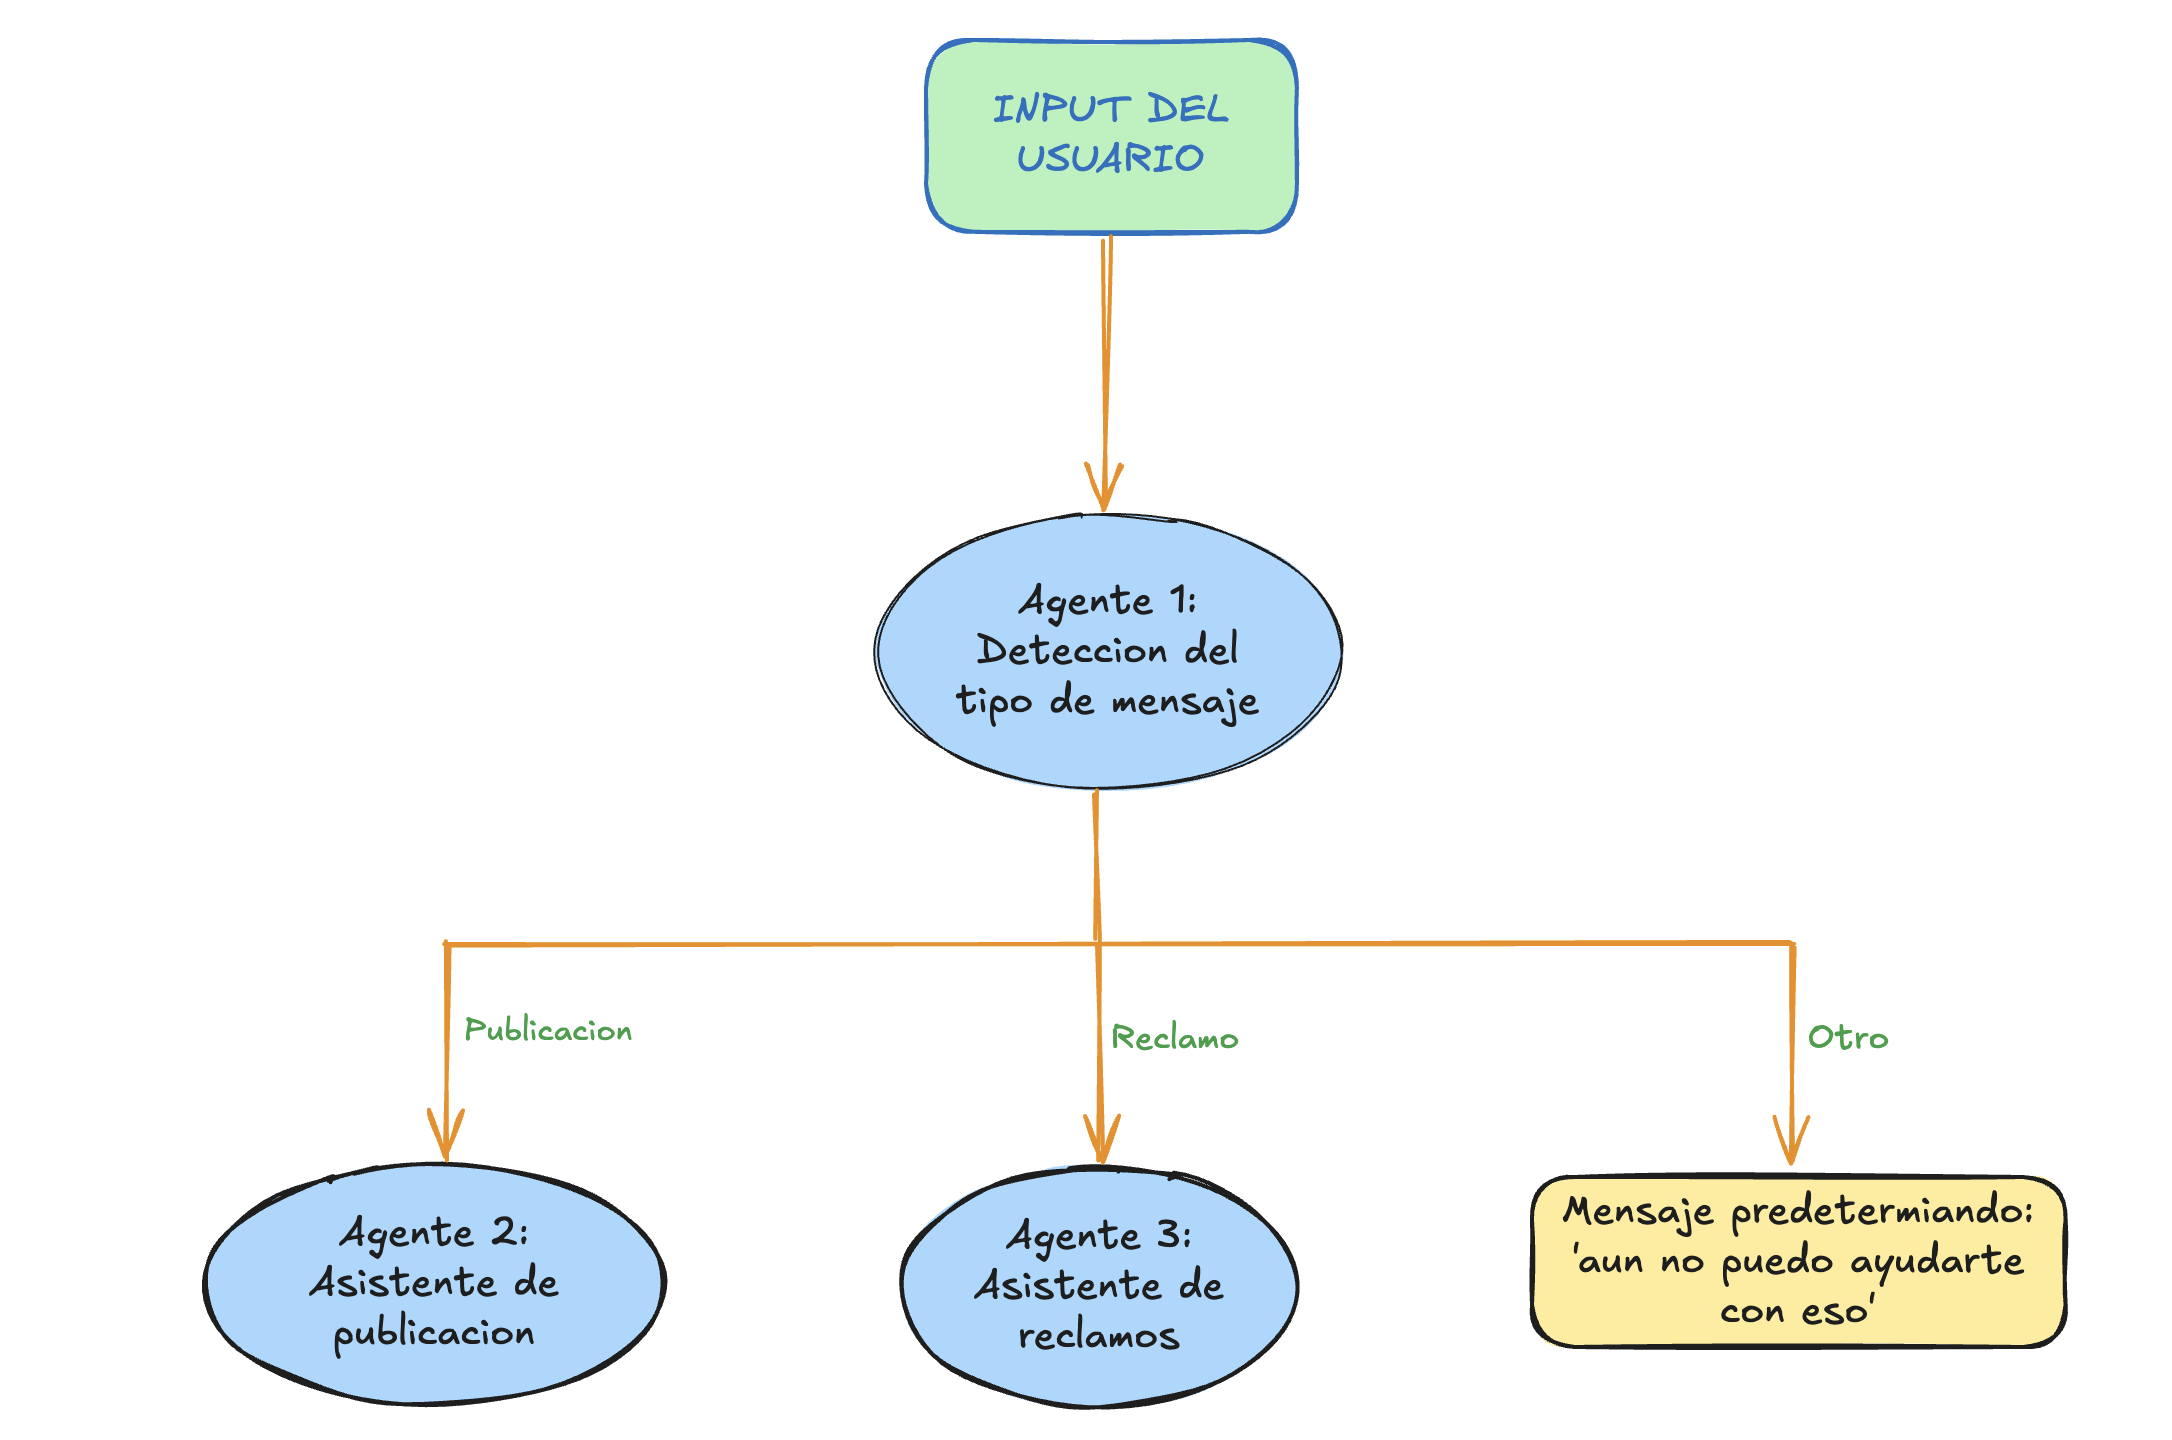 INPUT DEL
USUARIO
Agente 1:
Deteccion del
tipo de mensaje
Publicacion
Reclamo
Otro
Agente 2:
Asistente de
publicacion
Agente 3:
Asistente de
reclamos
Mensaje predetermiando:
'aun no puedo ayudarte
con eso'